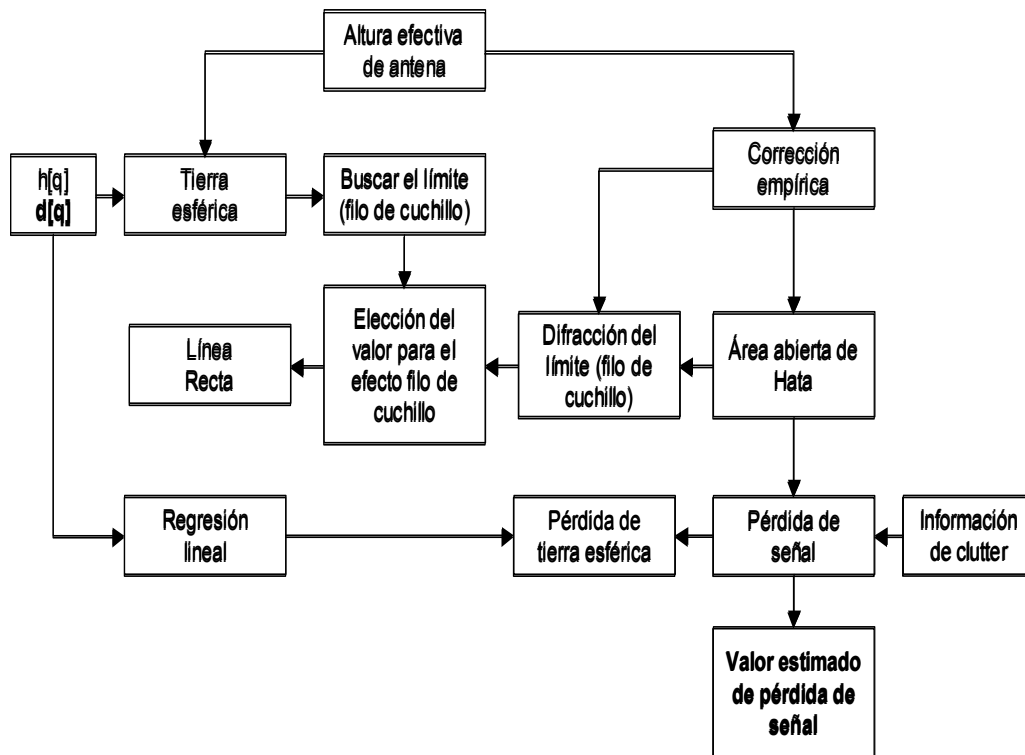 Altura efectiva
de antena
Corrección
empírica
h[q]
d[q]
Tierra
esférica
Buscar el límite
(filo de cuchillo)
Línea
Recta
Elección del
valor para el
efecto filo de
cuchillo
Difracción del
límite (filo de
cuchillo)
Área abierta de
Hata
Regresión
lineal
Pérdida de
tierra esférica
Pérdida de
señal
Información
de clutter
Valor estimado
de pérdida de
señal